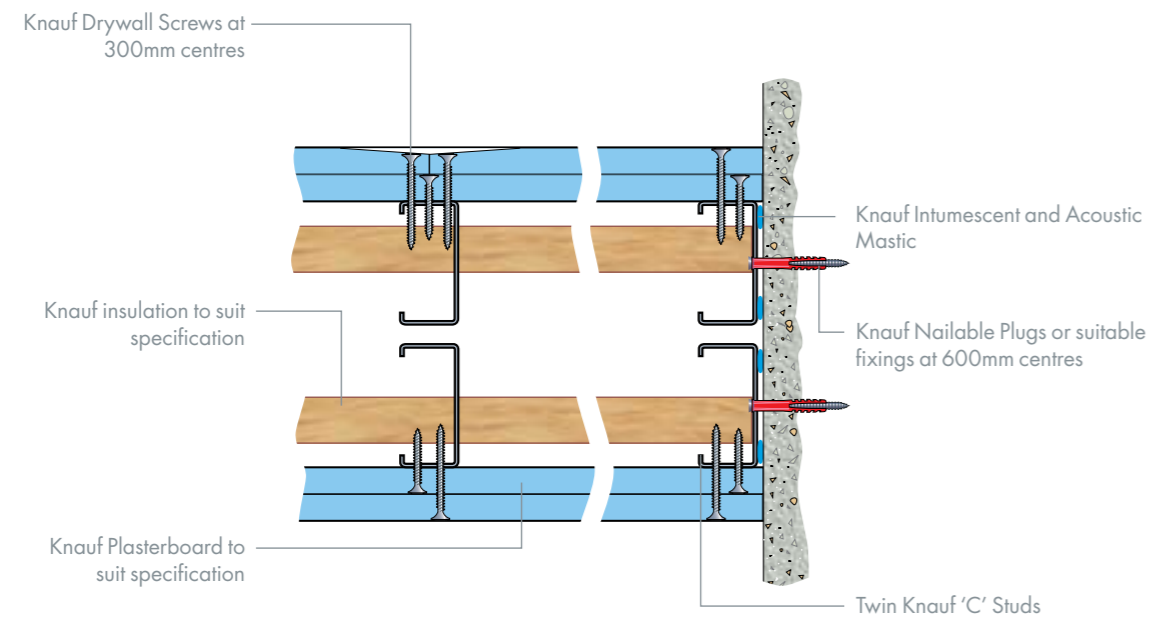 Knauf Drywall Screws at
300mm centres
Knauf Intumescent and Acoustic
Mastic
Knauf insulation to suit
specification
Knauf Nailable Plugs or suitable
fixings at 600mm centres
Knauf Plasterboard to
suit specification
Twin Knauf ‘C’ Studs